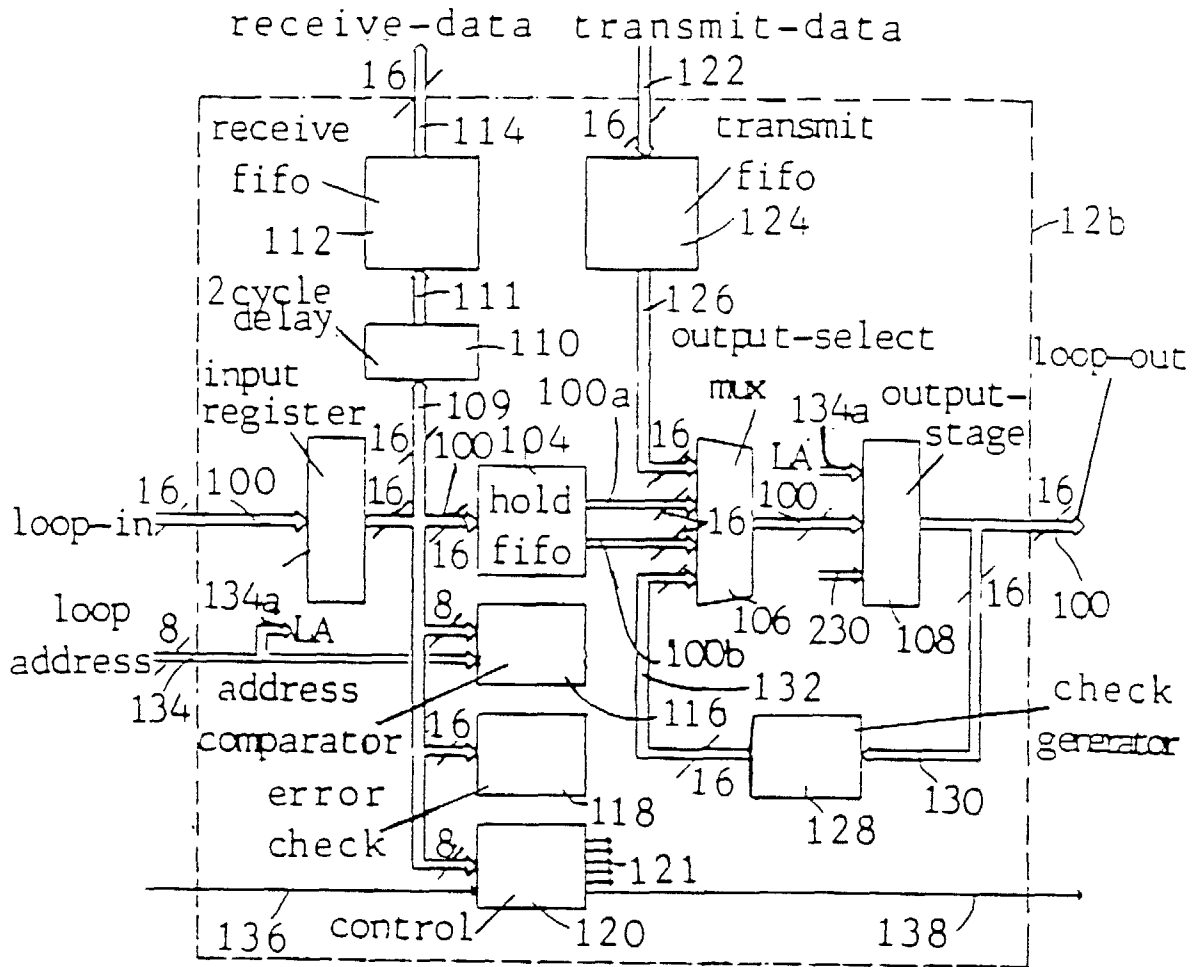 receive-data transmit-data
16
122
receive
114
16
transmit
fifo
fifo
112
124
12b
2cycle
delay
111
126
110
output-select
loop-out
input
register
109
100a
mux
134a
output-
stage
16
100
104
16
LA
16
100
16
hold
fifo
16
100
16
loop-in
16
16
100
134a
loop
address
8
LA
8
106
230
108
134
100b
address
comparator
132
116
check
generator
16
16
error
check
118
128
130
8
121
control
136
120
138